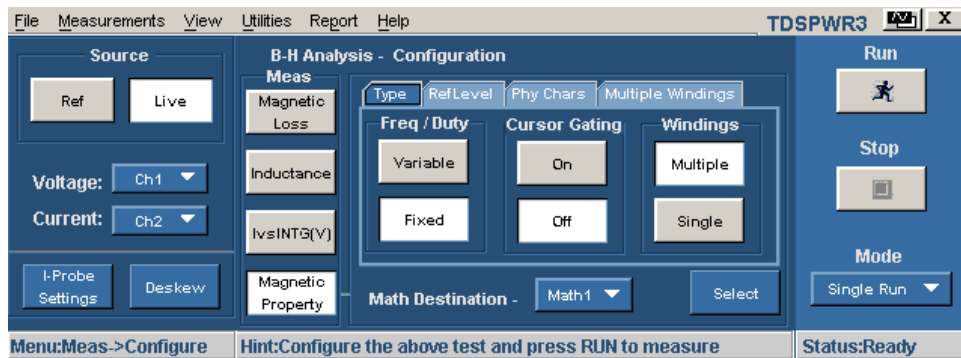 File Measurements View Utilities Report Help TDSPWR3 X
Source
Ref Live
Voltage: Ch1
Current: Ch2
I-Probe
Settings
Deskew
B-H Analysis - Configuration
Meas
Magnetic
Loss
Inductance
IvsINTG(V)
Magnetic
Property
Type RefLevel Phy Chars Multiple Windings
Freq / Duty
Variable
Fixed
Cursor Gating
On
Off
Windings
Multiple
Single
Math Destination - Math1 Select
Run
Stop
Mode
Single Run
Menu:Meas->Configure Hint:Configure the above test and press RUN to measure Status:Ready